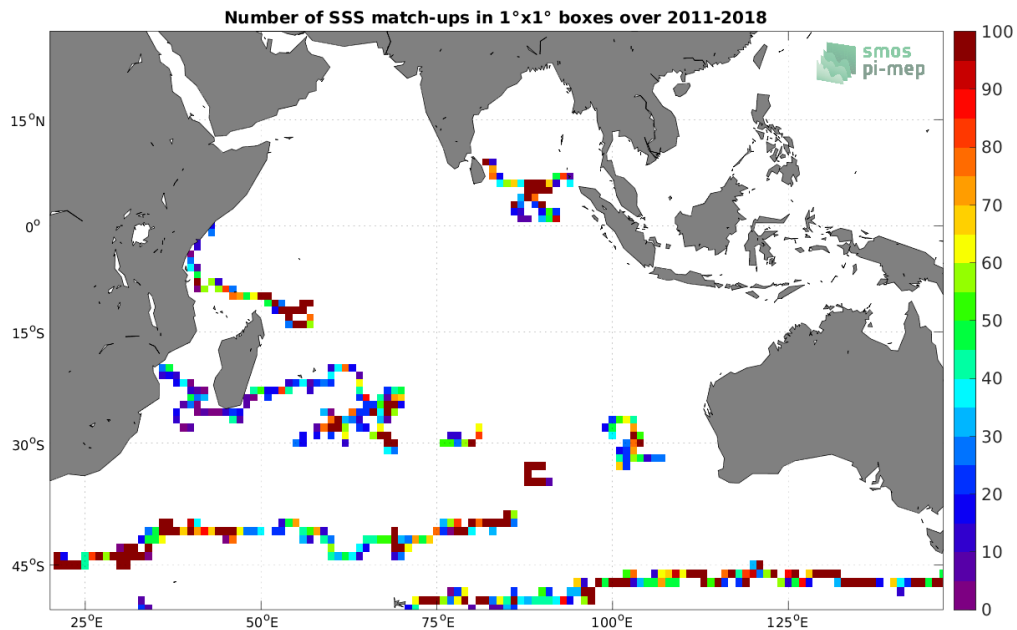 Number of SSS match-ups in 1°x1° boxes over 2011-2018
smos
pi-mep
100
90
80
70
60
50
40
30
20
10
0
15°N
0°
15°S
30°S
45°S
25°E
50°E
75°E
100°E
125°E